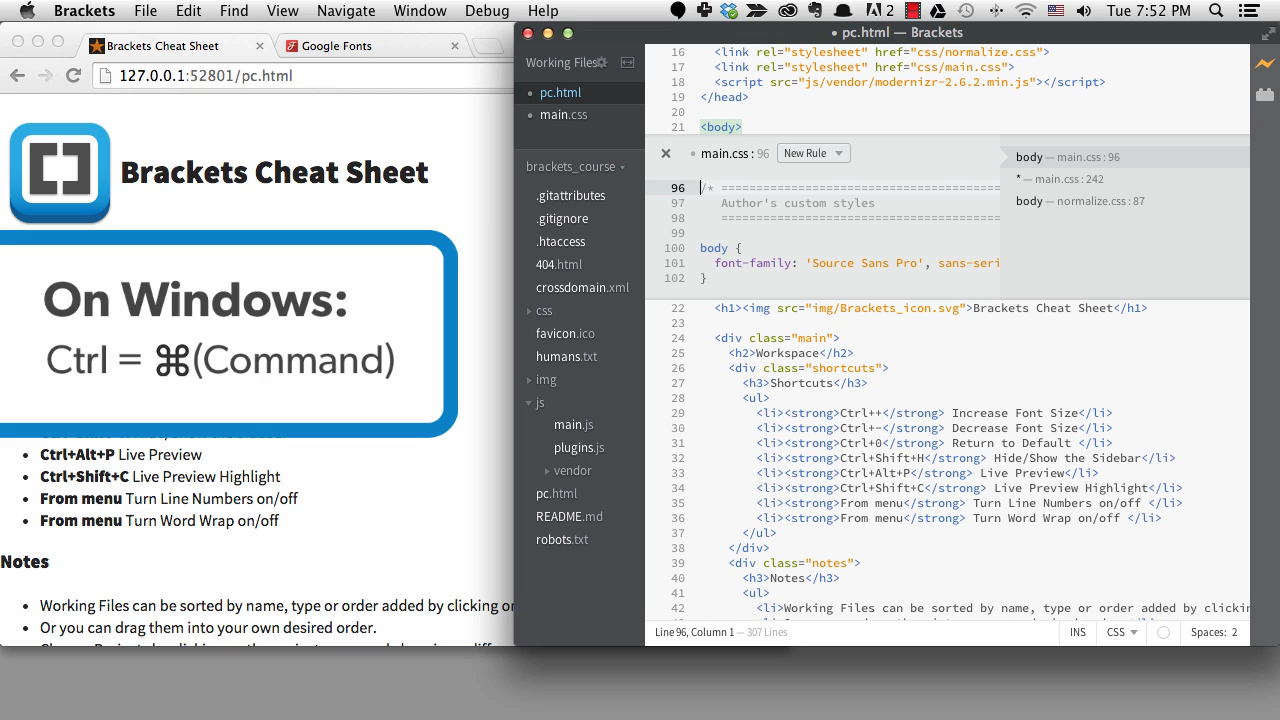 Brackets File Edit Find View Navigate Window Debug Help
2 Tue 7:52 PM
Brackets Cheat Sheet
Google Fonts
127.0.0.1:52801/pc.html
Brackets Cheat Sheet
On Windows:
Ctrl = ⌘(Command)
• Ctrl+Alt+P Live Preview
• Ctrl+Shift+C Live Preview Highlight
• From menu Turn Line Numbers on/off
• From menu Turn Word Wrap on/off
Notes
• Working Files can be sorted by name, type or order added by clicking
• Or you can drag them into your own desired order.
• pc.html — Brackets
Working Files
• pc.html
• main.css
brackets_course
.gitattributes
.gitignore
.htaccess
404.html
crossdomain.xml
css
favicon.ico
humans.txt
img
js
main.js
plugins.js
vendor
pc.html
README.md
robots.txt
16 <link rel="stylesheet" href="css/normalize.css">
17 <link rel="stylesheet" href="css/main.css">
18 <script src="js/vendor/modernizr-2.6.2.min.js"></script>
19 </head>
20
21 <body>
× • main.css : 96 New Rule
body — main.css : 96
* — main.css : 242
body — normalize.css : 87
96 /* ========================================
97 Author's custom styles
98 ========================================
99
100 body {
101 font-family: 'Source Sans Pro', sans-seri
102 }
22 <h1><img src="img/Brackets_icon.svg">Brackets Cheat Sheet</h1>
23
24 <div class="main">
25 <h2>Workspace</h2>
26 <div class="shortcuts">
27 <h3>Shortcuts</h3>
28 <ul>
29 <li><strong>Ctrl++</strong> Increase Font Size</li>
30 <li><strong>Ctrl+-</strong> Decrease Font Size</li>
31 <li><strong>Ctrl+0</strong> Return to Default </li>
32 <li><strong>Ctrl+Shift+H</strong> Hide/Show the Sidebar</li>
33 <li><strong>Ctrl+Alt+P</strong> Live Preview</li>
34 <li><strong>Ctrl+Shift+C</strong> Live Preview Highlight</li>
35 <li><strong>From menu</strong> Turn Line Numbers on/off </li>
36 <li><strong>From menu</strong> Turn Word Wrap on/off </li>
37 </ul>
38 </div>
39 <div class="notes">
40 <h3>Notes</h3>
41 <ul>
42 <li>Working Files can be sorted by name, type or order added by clickin
Line 96, Column 1 — 307 Lines
INS CSS Spaces: 2